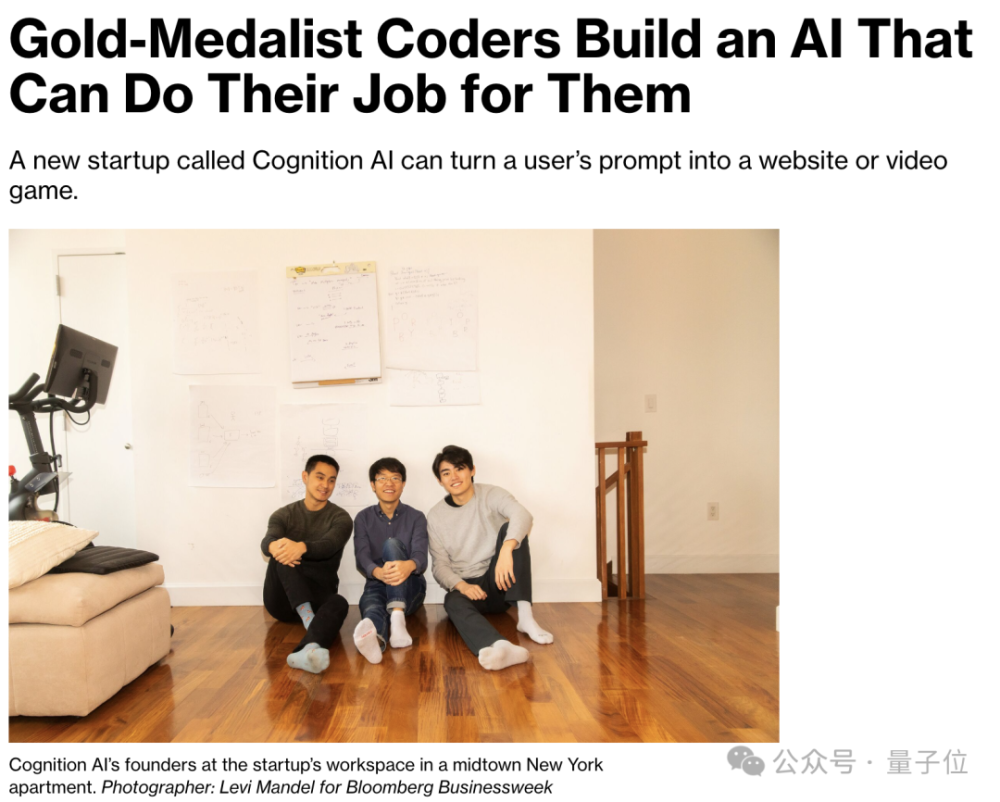 Gold-Medalist Coders Build an AI That
Can Do Their Job for Them
A new startup called Cognition AI can turn a user’s prompt into a website or video
game.
Cognition AI’s founders at the startup’s workspace in a midtown New York
apartment. Photographer: Levi Mandel for Bloomberg Businessweek
公众号 · 量子位